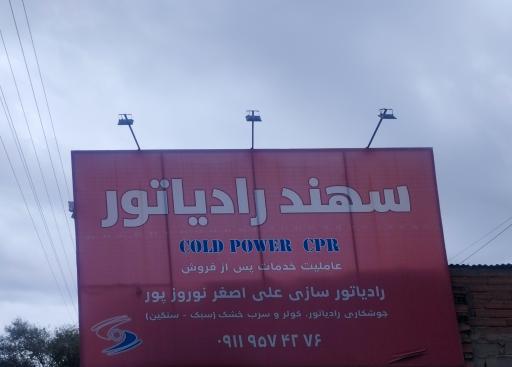 سهند رادیاتور
COLD POWER CPR
عاملیت خدمات پس از فروش
رادیاتور سازی علی اصغر نوروز پور
جوشکاری رادیاتور، کولر و سرب خشک (سبک - سنگین)
۰۹۱۱ ۹۵۷ ۴۲ ۷۶